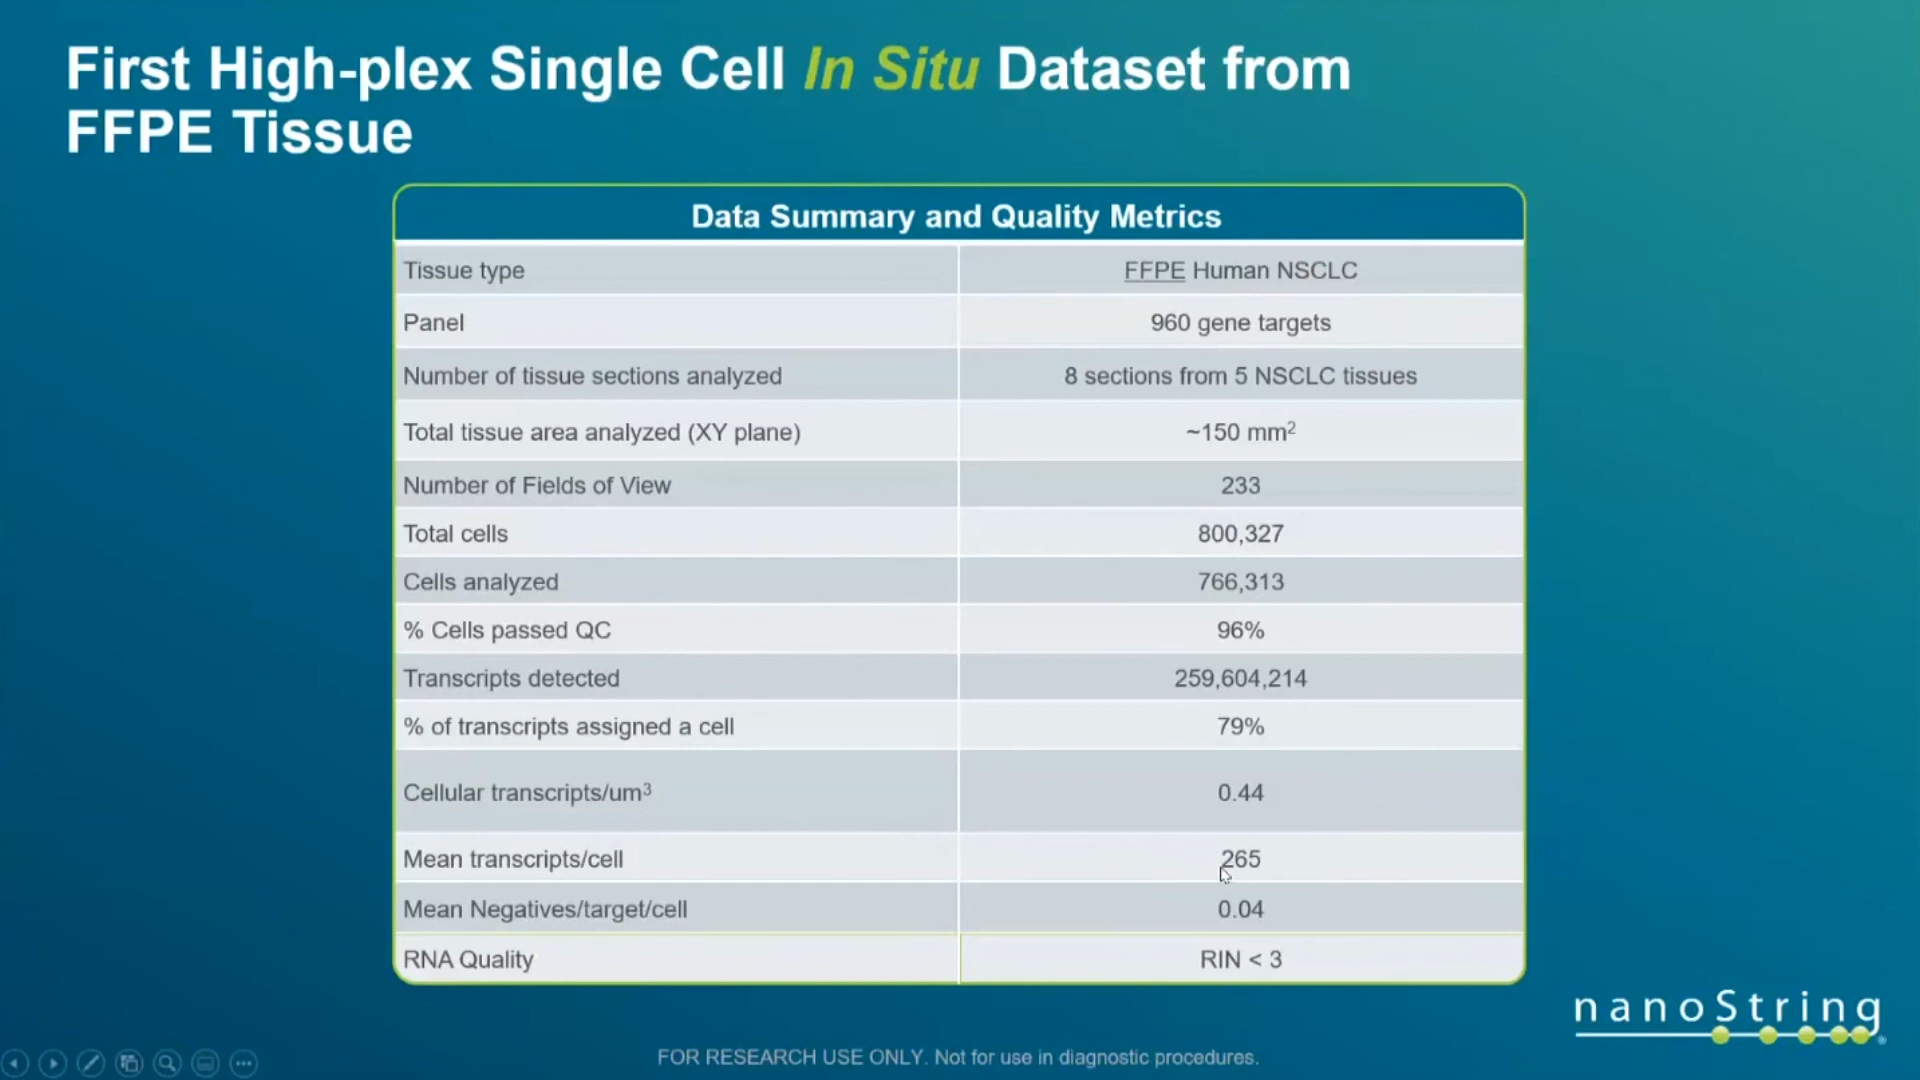 First High-plex Single Cell In Situ Dataset from
FFPE Tissue
Data Summary and Quality Metrics
Tissue type FFPE Human NSCLC
Panel 960 gene targets
Number of tissue sections analyzed 8 sections from 5 NSCLC tissues
Total tissue area analyzed (XY plane) ~150 mm²
Number of Fields of View 233
Total cells 800,327
Cells analyzed 766,313
% Cells passed QC 96%
Transcripts detected 259,604,214
% of transcripts assigned a cell 79%
Cellular transcripts/um³ 0.44
Mean transcripts/cell 265
Mean Negatives/target/cell 0.04
RNA Quality RIN < 3
nanoString®
FOR RESEARCH USE ONLY. Not for use in diagnostic procedures.